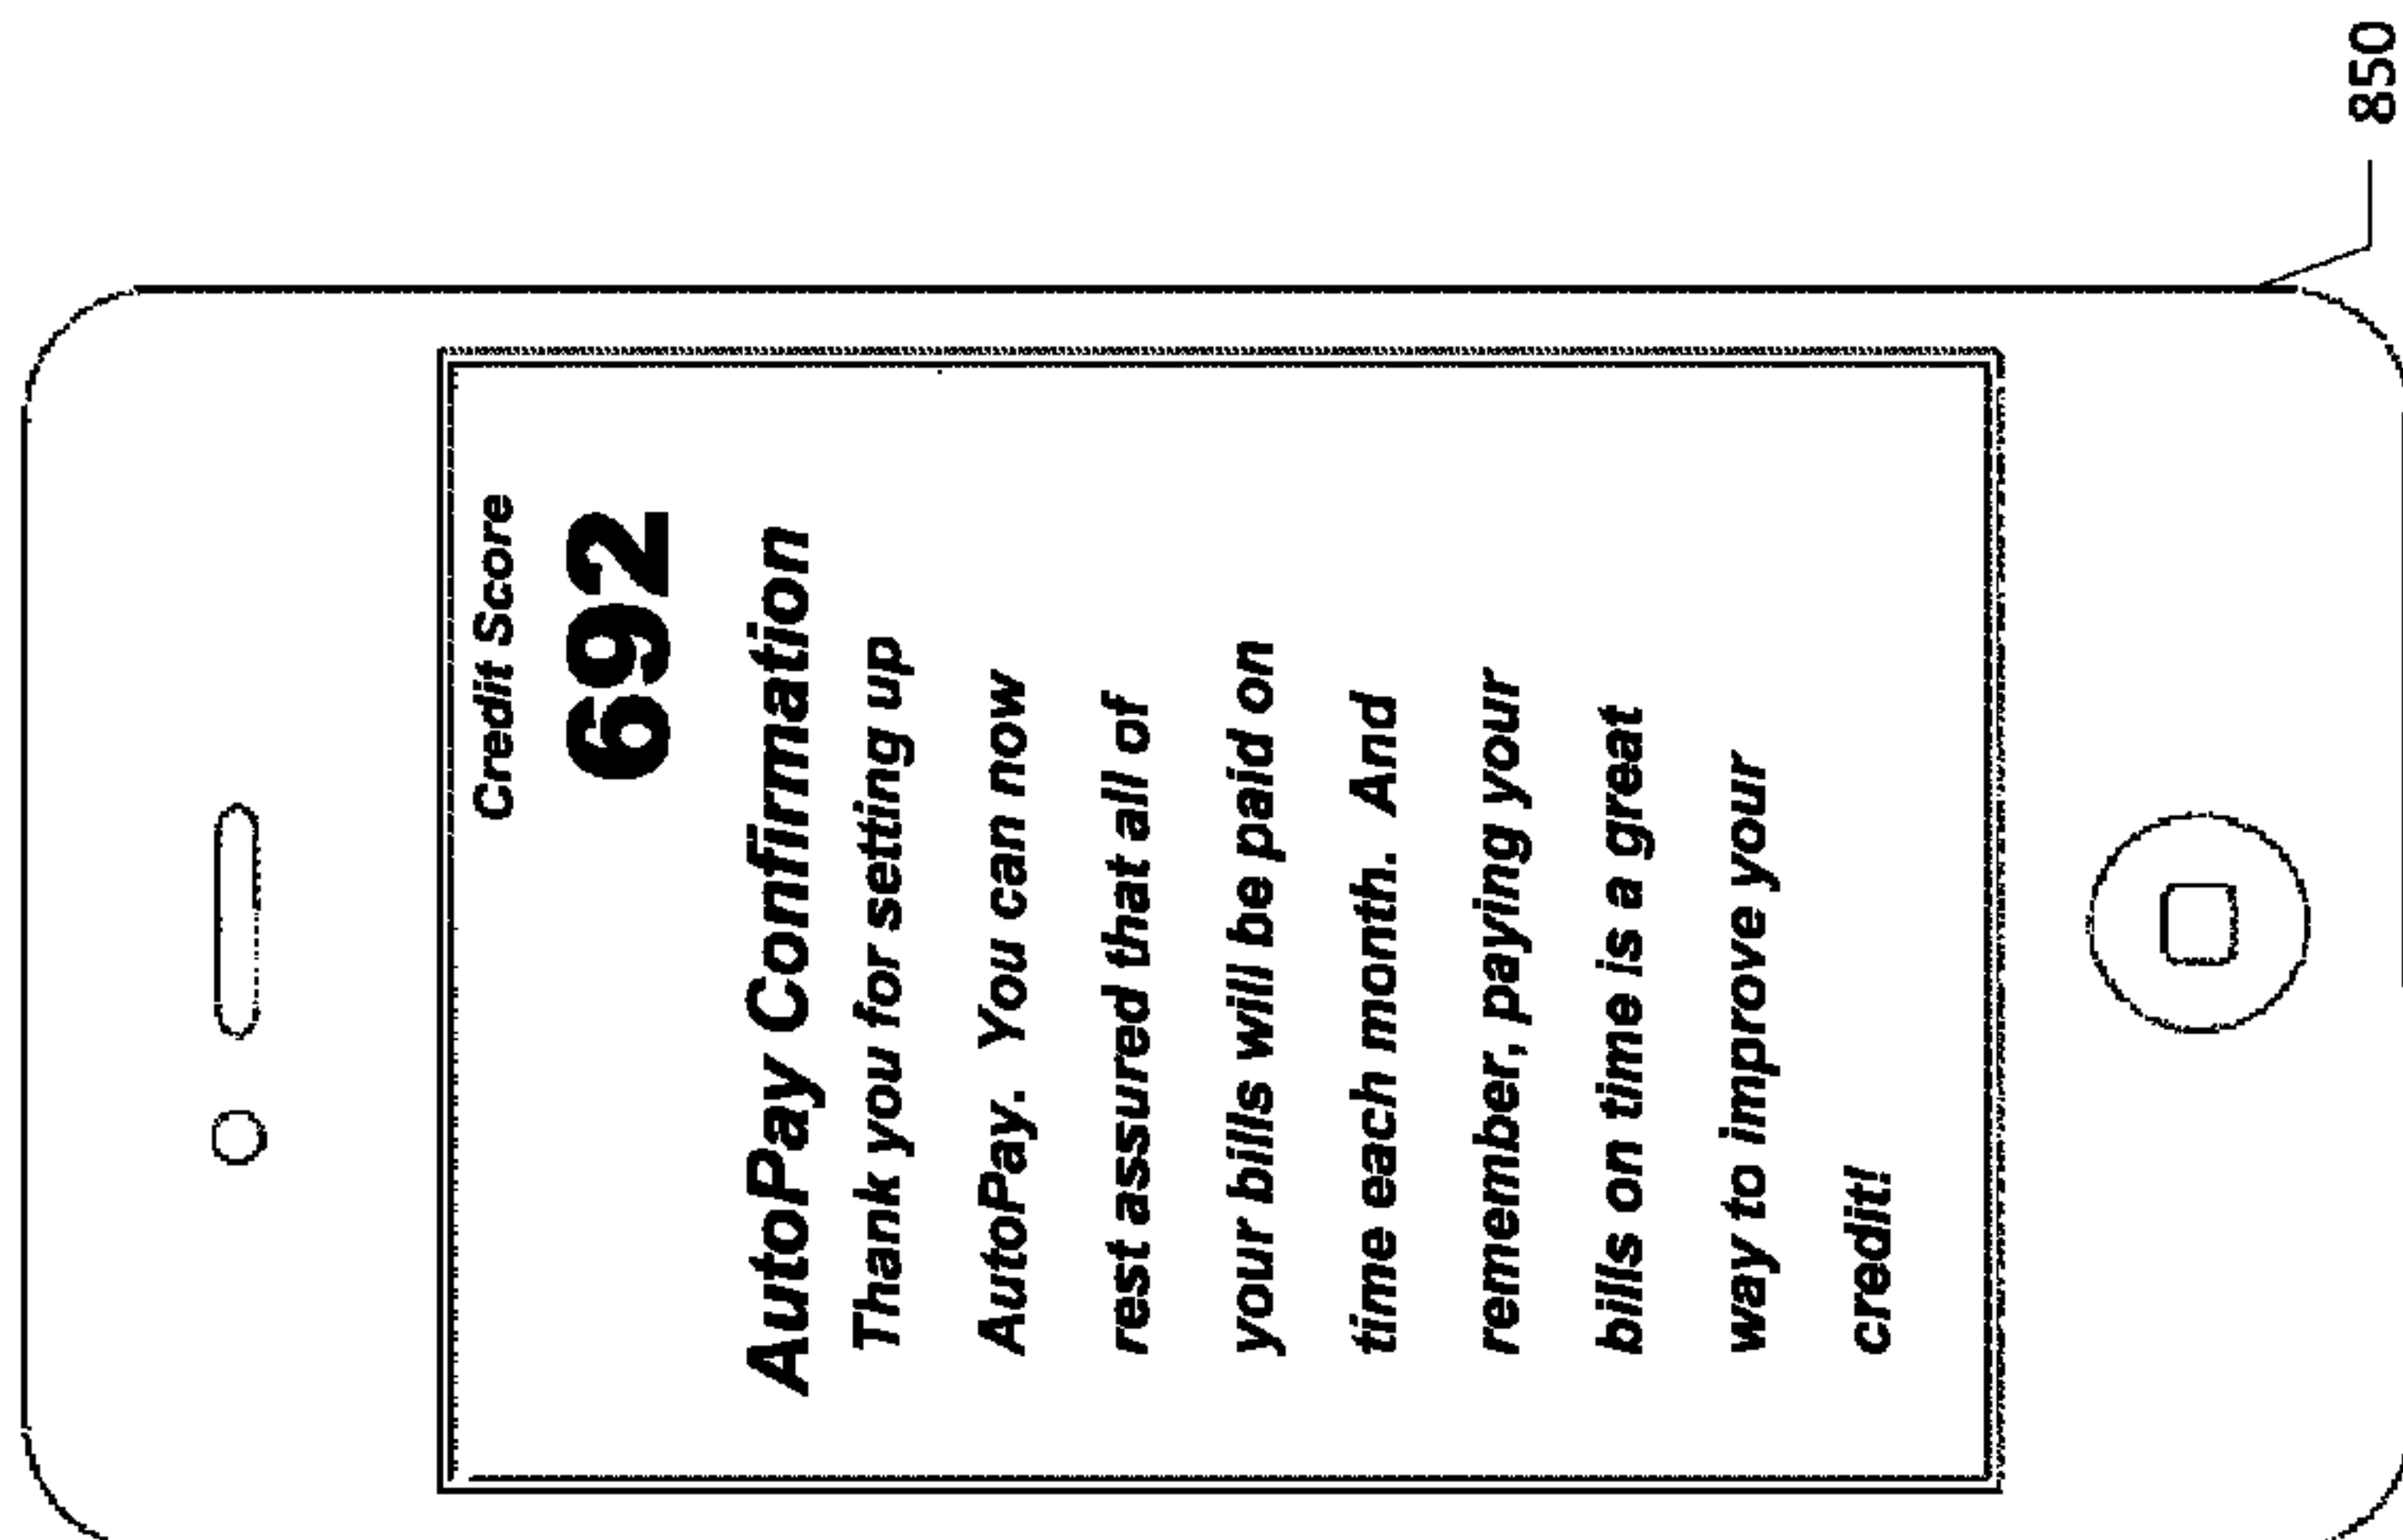 Credit Score
692
AutoPay Confirmation
Thank you for setting up
AutoPay. You can now
rest assured that all of
your bills will be paid on
time each month. And
remember, paying your
bills on time is a great
way to improve your
credit!
850